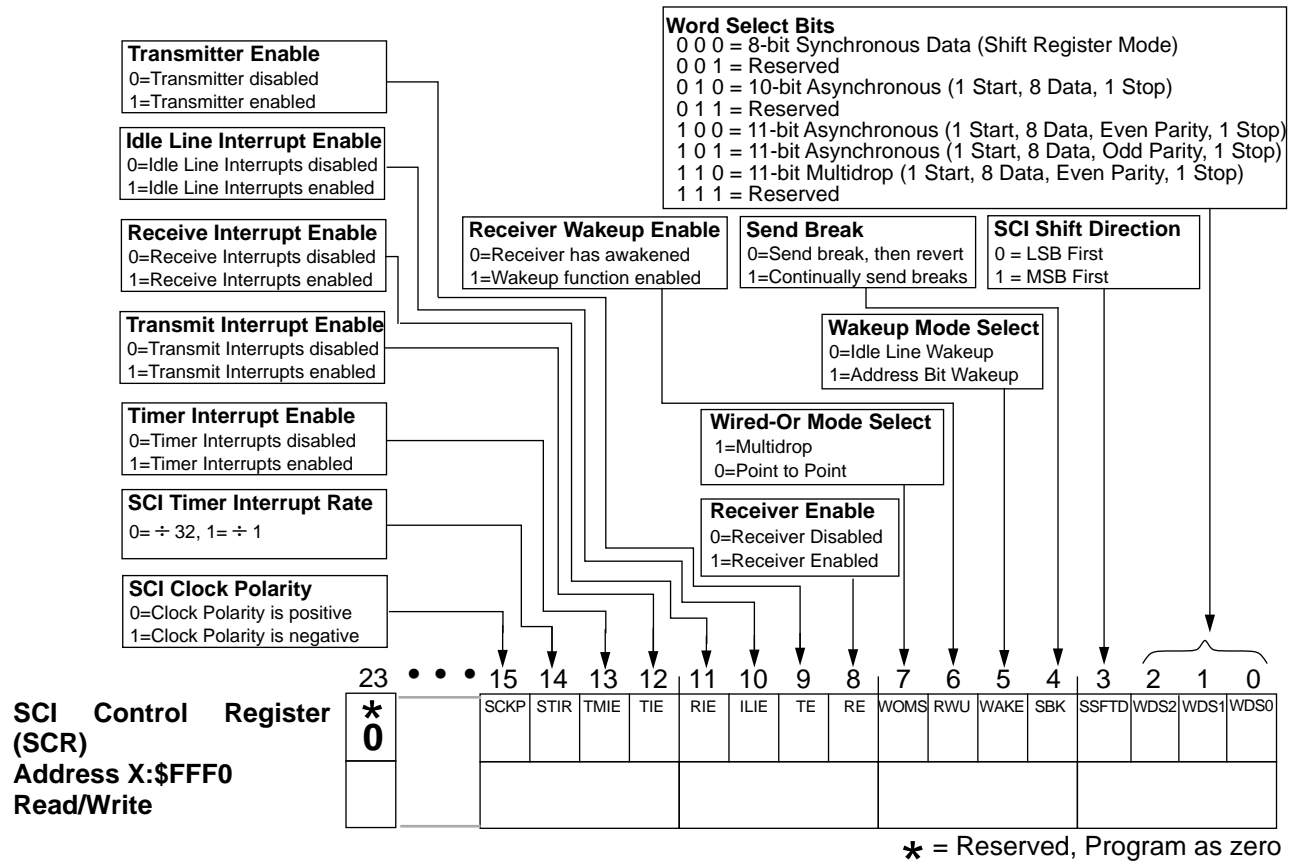 Word Select Bits
0 0 0 = 8-bit Synchronous Data (Shift Register Mode)
0 0 1 = Reserved
0 1 0 = 10-bit Asynchronous (1 Start, 8 Data, 1 Stop)
0 1 1 = Reserved
1 0 0 = 11-bit Asynchronous (1 Start, 8 Data, Even Parity, 1 Stop)
1 0 1 = 11-bit Asynchronous (1 Start, 8 Data, Odd Parity, 1 Stop)
1 1 0 = 11-bit Multidrop (1 Start, 8 Data, Even Parity, 1 Stop)
1 1 1 = Reserved
Transmitter Enable
0=Transmitter disabled
1=Transmitter enabled
Idle Line Interrupt Enable
0=Idle Line Interrupts disabled
1=Idle Line Interrupts enabled
Receive Interrupt Enable
0=Receive Interrupts disabled
1=Receive Interrupts enabled
Receiver Wakeup Enable
0=Receiver has awakened
1=Wakeup function enabled
Send Break
0=Send break, then revert
1=Continually send breaks
SCI Shift Direction
0 = LSB First
1 = MSB First
Transmit Interrupt Enable
0=Transmit Interrupts disabled
1=Transmit Interrupts enabled
Wakeup Mode Select
0=Idle Line Wakeup
1=Address Bit Wakeup
Timer Interrupt Enable
0=Timer Interrupts disabled
1=Timer Interrupts enabled
Wired-Or Mode Select
1=Multidrop
0=Point to Point
SCI Timer Interrupt Rate
0= ÷ 32, 1= ÷ 1
Receiver Enable
0=Receiver Disabled
1=Receiver Enabled
SCI Clock Polarity
0=Clock Polarity is positive
1=Clock Polarity is negative
23 • • • 15 14 13 12 11 10 9 8 7 6 5 4 3 2 1 0
* SCKP STIR TMIE TIE RIE ILIE TE RE WOMS RWU WAKE SBK SSFTD WDS2 WDS1 WDS0
0
SCI Control Register
(SCR)
Address X:$FFF0
Read/Write
* = Reserved, Program as zero